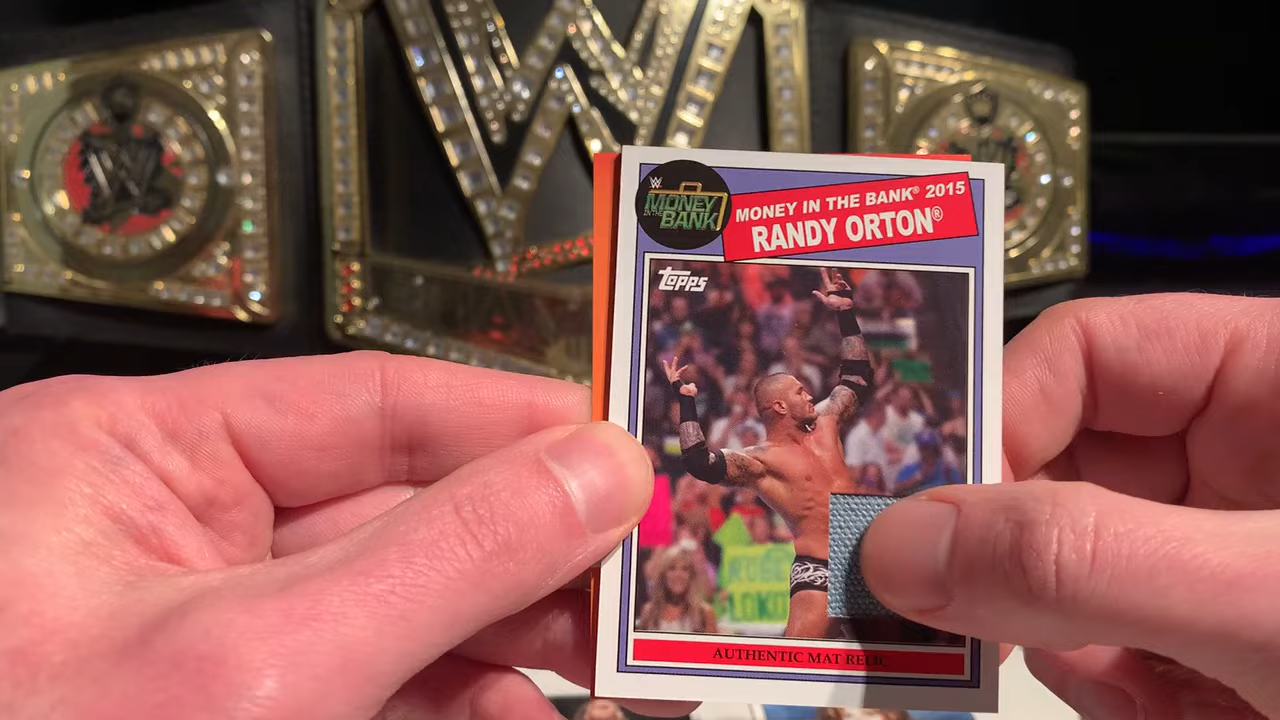 W
MONEY
IN THE
BANK
MONEY IN THE BANK® 2015
RANDY ORTON®
Topps
AUTHENTIC MAT RELIC